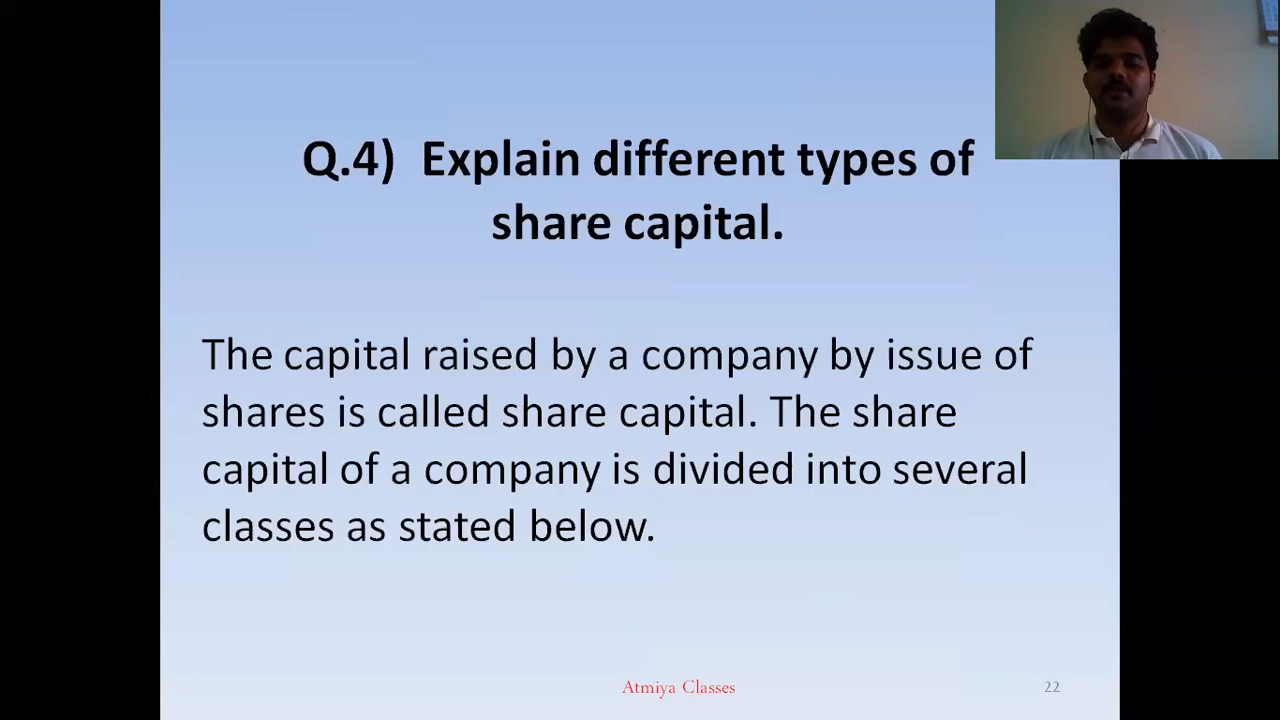 Q.4)  Explain different types of
share capital.
The capital raised by a company by issue of
shares is called share capital. The share
capital of a company is divided into several
classes as stated below.
Atmiya Classes
22